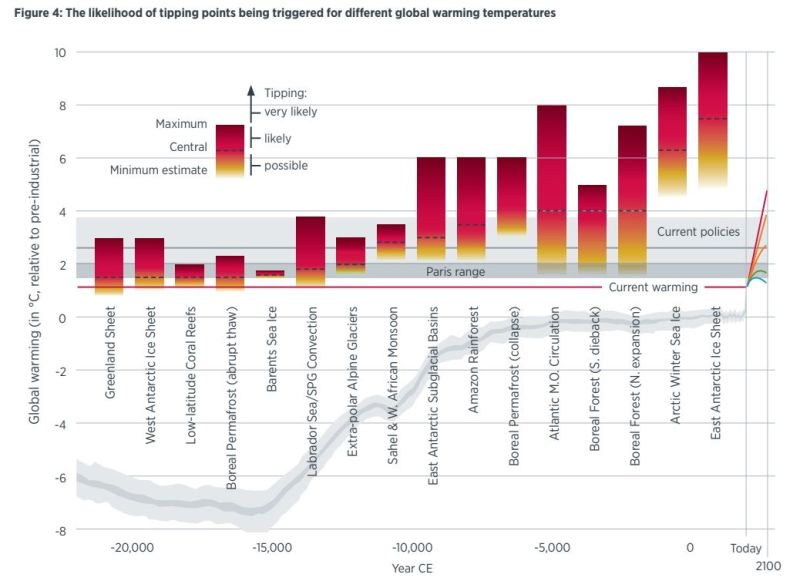 Figure 4: The likelihood of tipping points being triggered for different global warming temperatures
Global warming (in °C, relative to pre-industrial)
10
8
6
4
2
0
-2
-4
-6
-8
Tipping:
very likely
likely
possible
Maximum
Central
Minimum estimate
Current policies
Paris range
Current warming
Greenland Sheet
West Antarctic Ice Sheet
Low-latitude Coral Reefs
Boreal Permafrost (abrupt thaw)
Barents Sea Ice
Labrador Sea/SPG Convection
Extra-polar Alpine Glaciers
Sahel & W. African Monsoon
East Antarctic Subglacial Basins
Amazon Rainforest
Boreal Permafrost (collapse)
Atlantic M.O. Circulation
Boreal Forest (S. dieback)
Boreal Forest (N. expansion)
Arctic Winter Sea Ice
East Antarctic Ice Sheet
-20,000
-15,000
-10,000
-5,000
0
Today
2100
Year CE